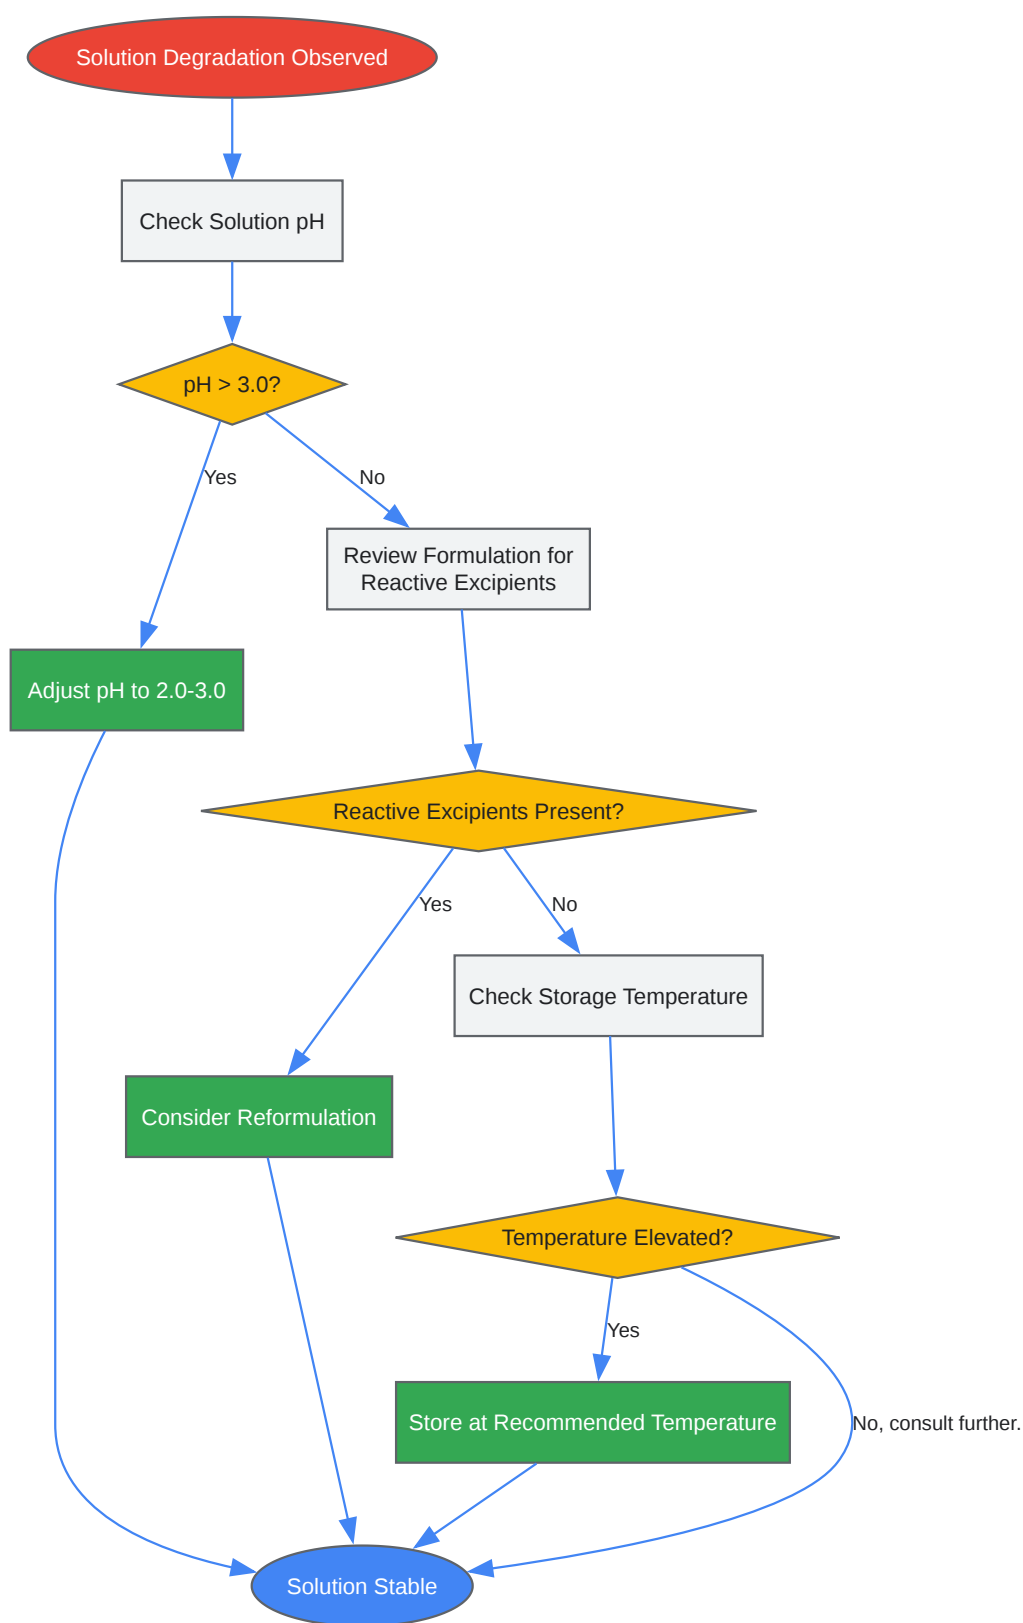 Solution Degradation Observed
Check Solution pH
pH > 3.0?
Yes
No
Review Formulation for
Reactive Excipients
Adjust pH to 2.0-3.0
Reactive Excipients Present?
Yes
No
Check Storage Temperature
Consider Reformulation
Temperature Elevated?
Yes
Store at Recommended Temperature
No, consult further.
Solution Stable